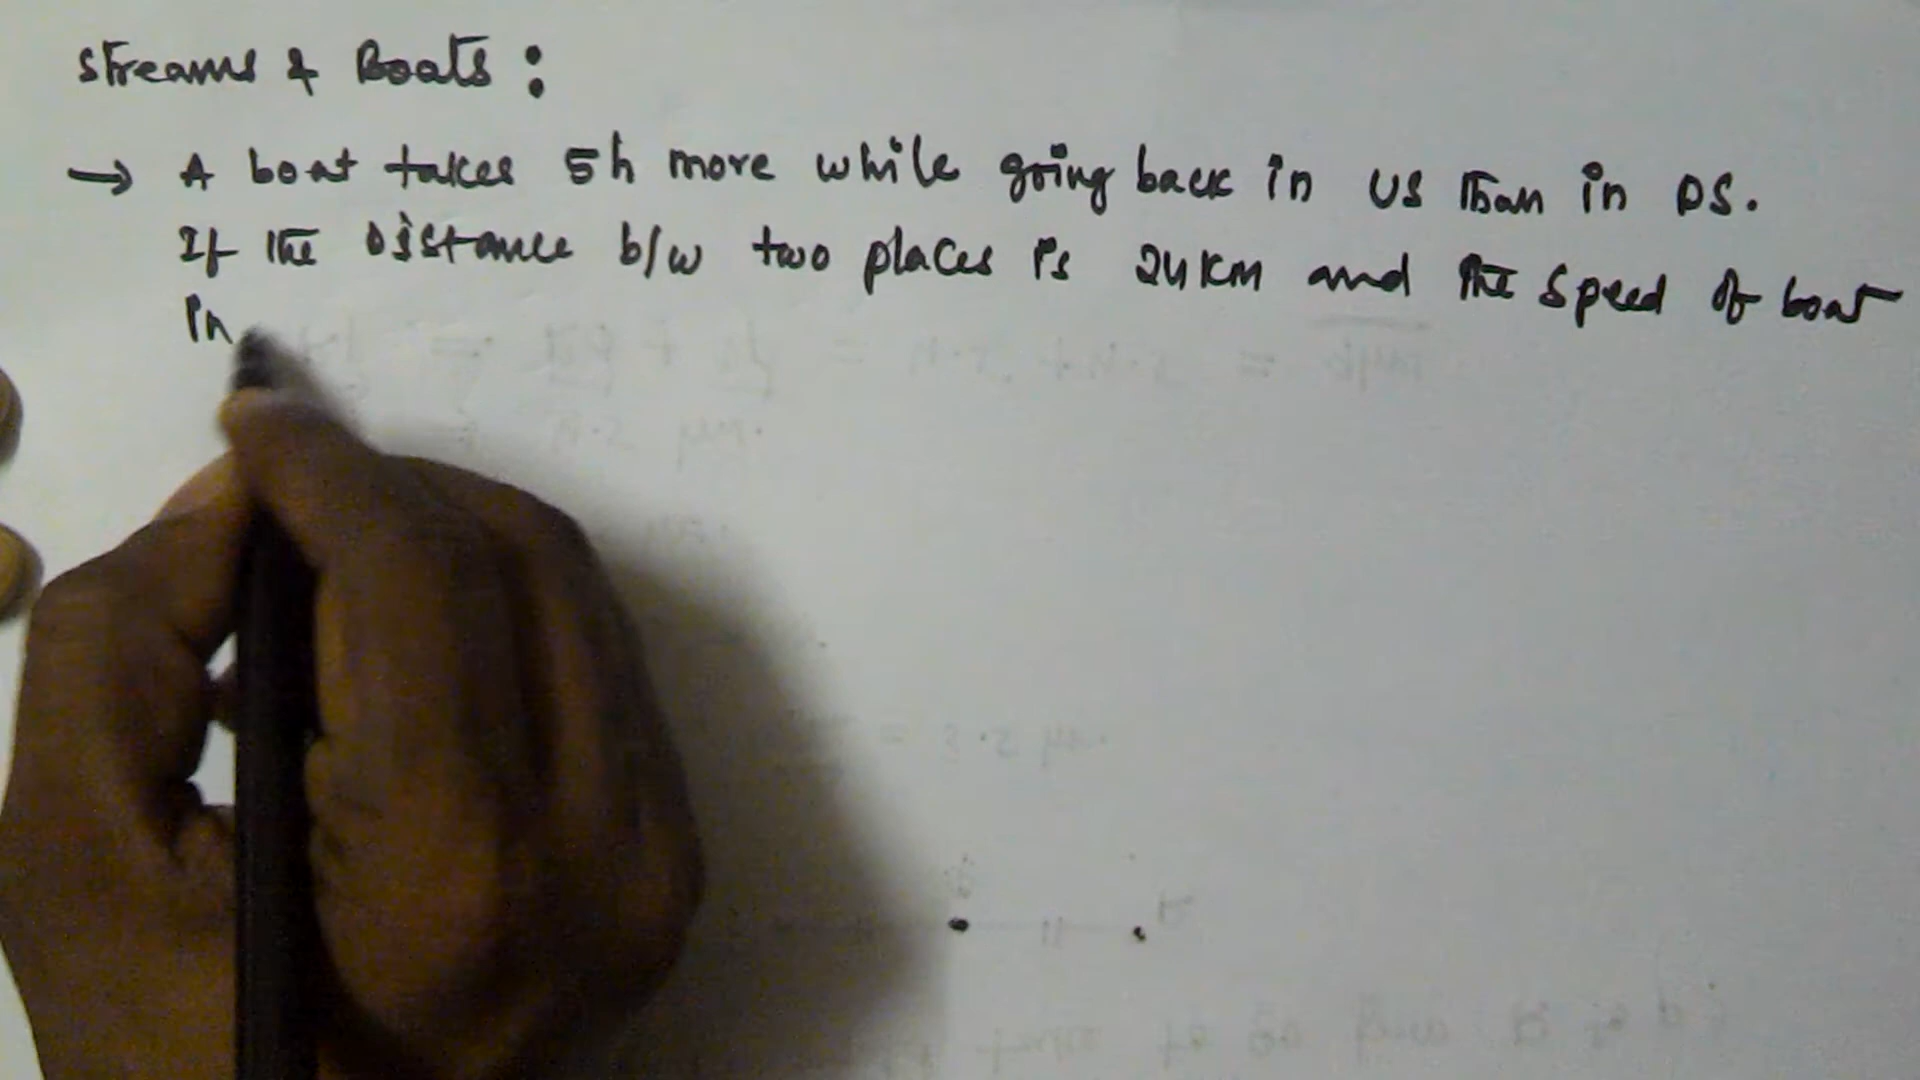 Streams & Boats :
→ A boat takes 5h more while going back in US than in DS.
If the Distance b/w two places is 24KM and the speed of boat
in